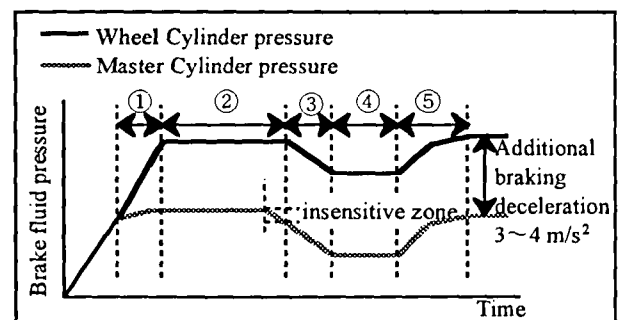 Wheel Cylinder pressure
Master Cylinder pressure
① ② ③ ④ ⑤
Brake fluid pressure
Additional
braking
insensitive zone
deceleration
3～4 m/s²
Time